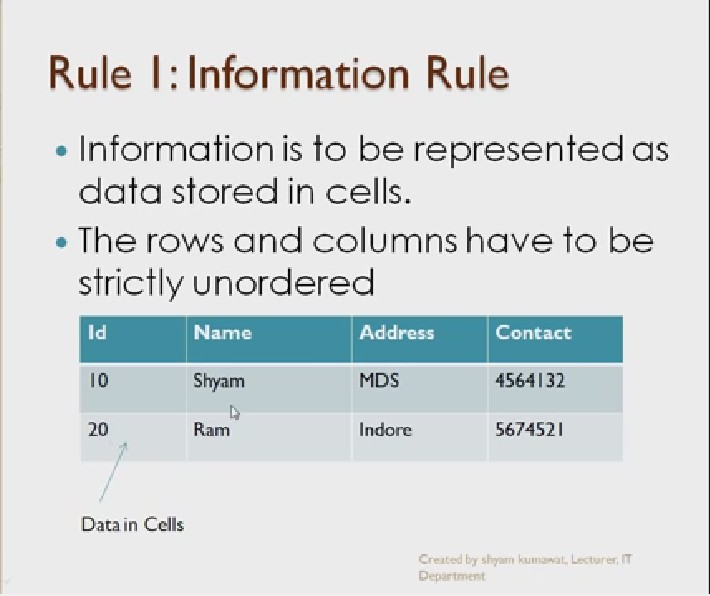 Rule 1: Information Rule
Information is to be represented as
data stored in cells.
The rows and columns have to be
strictly unordered
Id Name Address Contact
10 Shyam MDS 4564132
20 Ram Indore 5674521
Data in Cells
Created by shyam kumawat, Lecturer, IT
Department